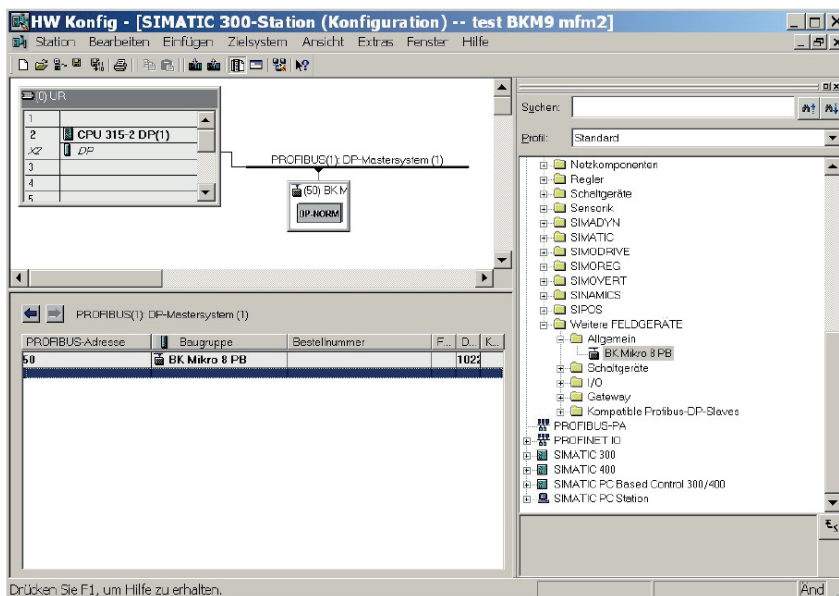 HW Konfig - [SIMATIC 300-Station (Konfiguration) -- test BKM9 mfm2]
Station Bearbeiten Einfügen Zielsystem Ansicht Extras Fenster Hilfe
(0) UR
1
2 CPU 315-2 DP(1)
X2 DP
3
4
5
PROFIBUS(1): DP-Mastersystem (1)
(50) BK M
DP-NORM
PROFIBUS(1): DP-Mastersystem (1)
PROFIBUS-Adresse Baugruppe Bestellnummer F... D... K...
50 BK Mikro 8 PB 1022
Suchen:
Profil: Standard
Netzkomponenten
Regler
Schaltgeräte
Sensorik
SIMADYN
SIMATIC
SIMODRIVE
SIMOREG
SIMOVERT
SINAMICS
SIPOS
Weitere FELDGERÄTE
Allgemein
BK Mikro 8 PB
Schaltgeräte
I/O
Gateway
Kompatible Profibus-DP-Slaves
PROFIBUS-PA
PROFINET IO
SIMATIC 300
SIMATIC 400
SIMATIC PC Based Control 300/400
SIMATIC PC Station
Drücken Sie F1, um Hilfe zu erhalten.
Änd